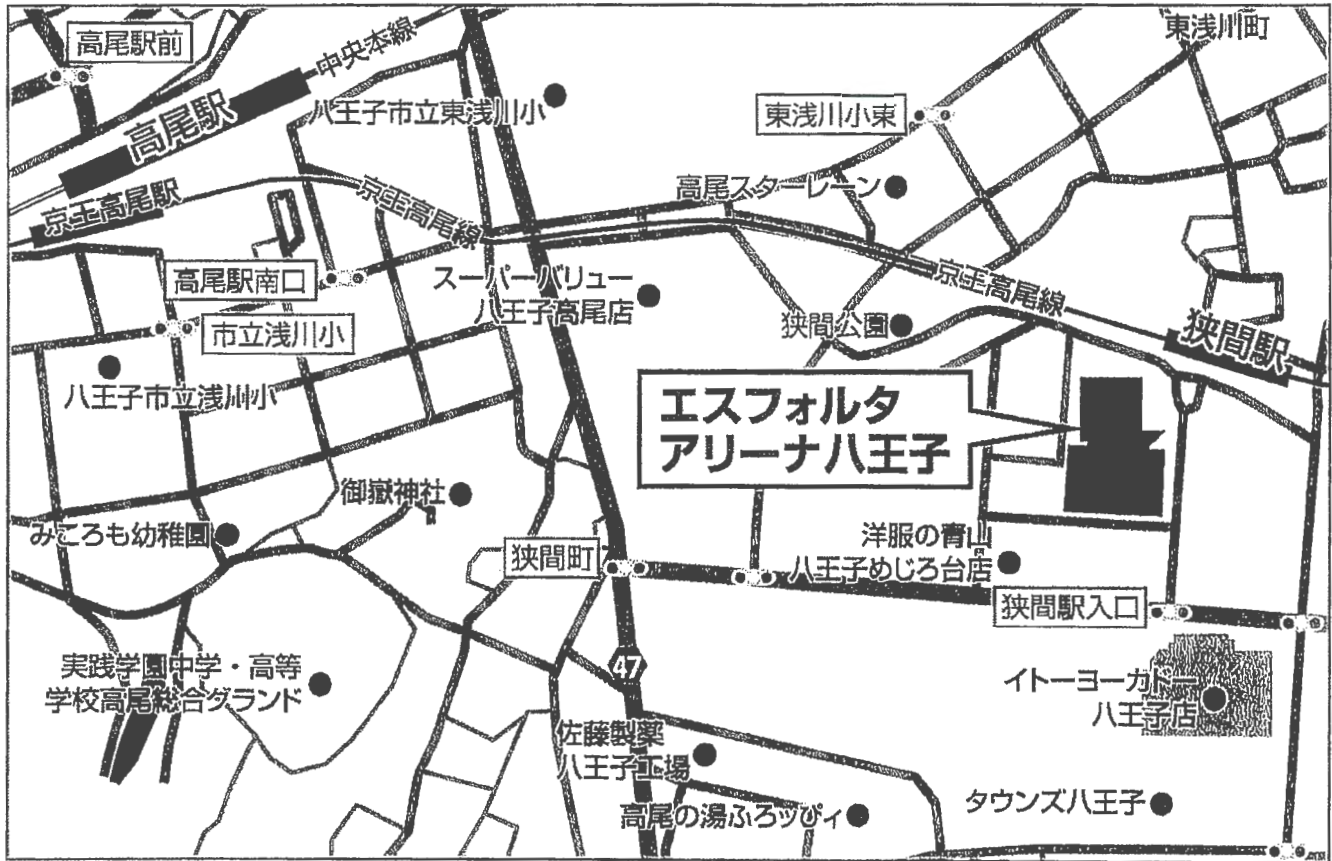 高尾駅前
中央本線
東浅川町
高尾駅
八王子市立東浅川小
東浅川小東
京王高尾駅
京王高尾線
高尾スターレーン
高尾駅南口
スーパーバリュー
八王子高尾店
京王高尾線
市立浅川小
狭間公園
狭間駅
八王子市立浅川小
エスフォルタ
アリーナ八王子
御嶽神社
みころも幼稚園
狭間町
洋服の青山
八王子めじろ台店
狭間駅入口
47
実践学園中学・高等
学校高尾総合グランド
イトーヨーカドー
八王子店
佐藤製薬
八王子工場
高尾の湯ふろッぴィ
タウンズ八王子